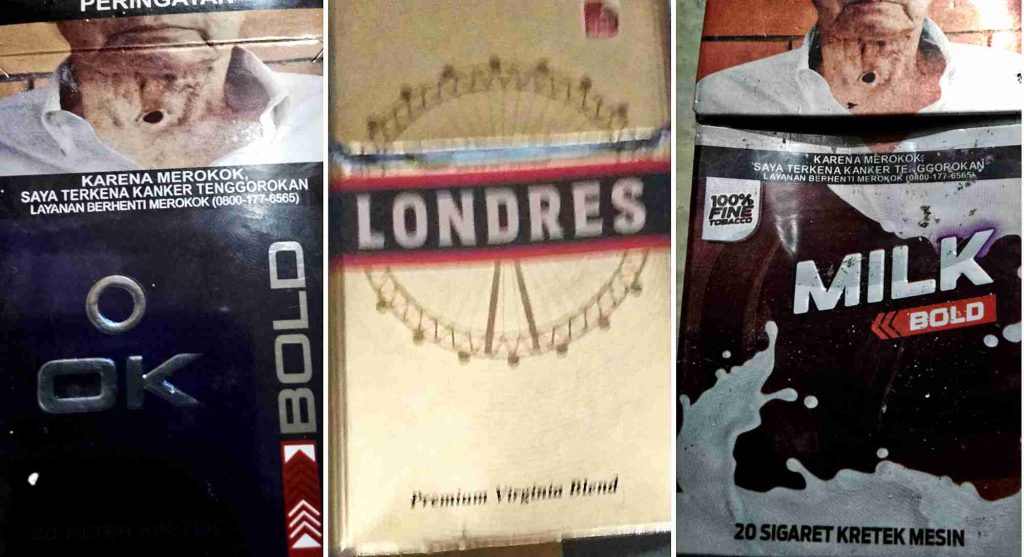 PERINGATAN
KARENA MEROKOK,
SAYA TERKENA KANKER TENGGOROKAN
LAYANAN BERHENTI MEROKOK (0800-177-6565)
OK
BOLD
LONDRES
Premium Virginia Blend
KARENA MEROKOK,
SAYA TERKENA KANKER TENGGOROKAN
LAYANAN BERHENTI MEROKOK (0800-177-6565)
100%
FINE
TOBACCO
MILK
BOLD
20 SIGARET KRETEK MESIN